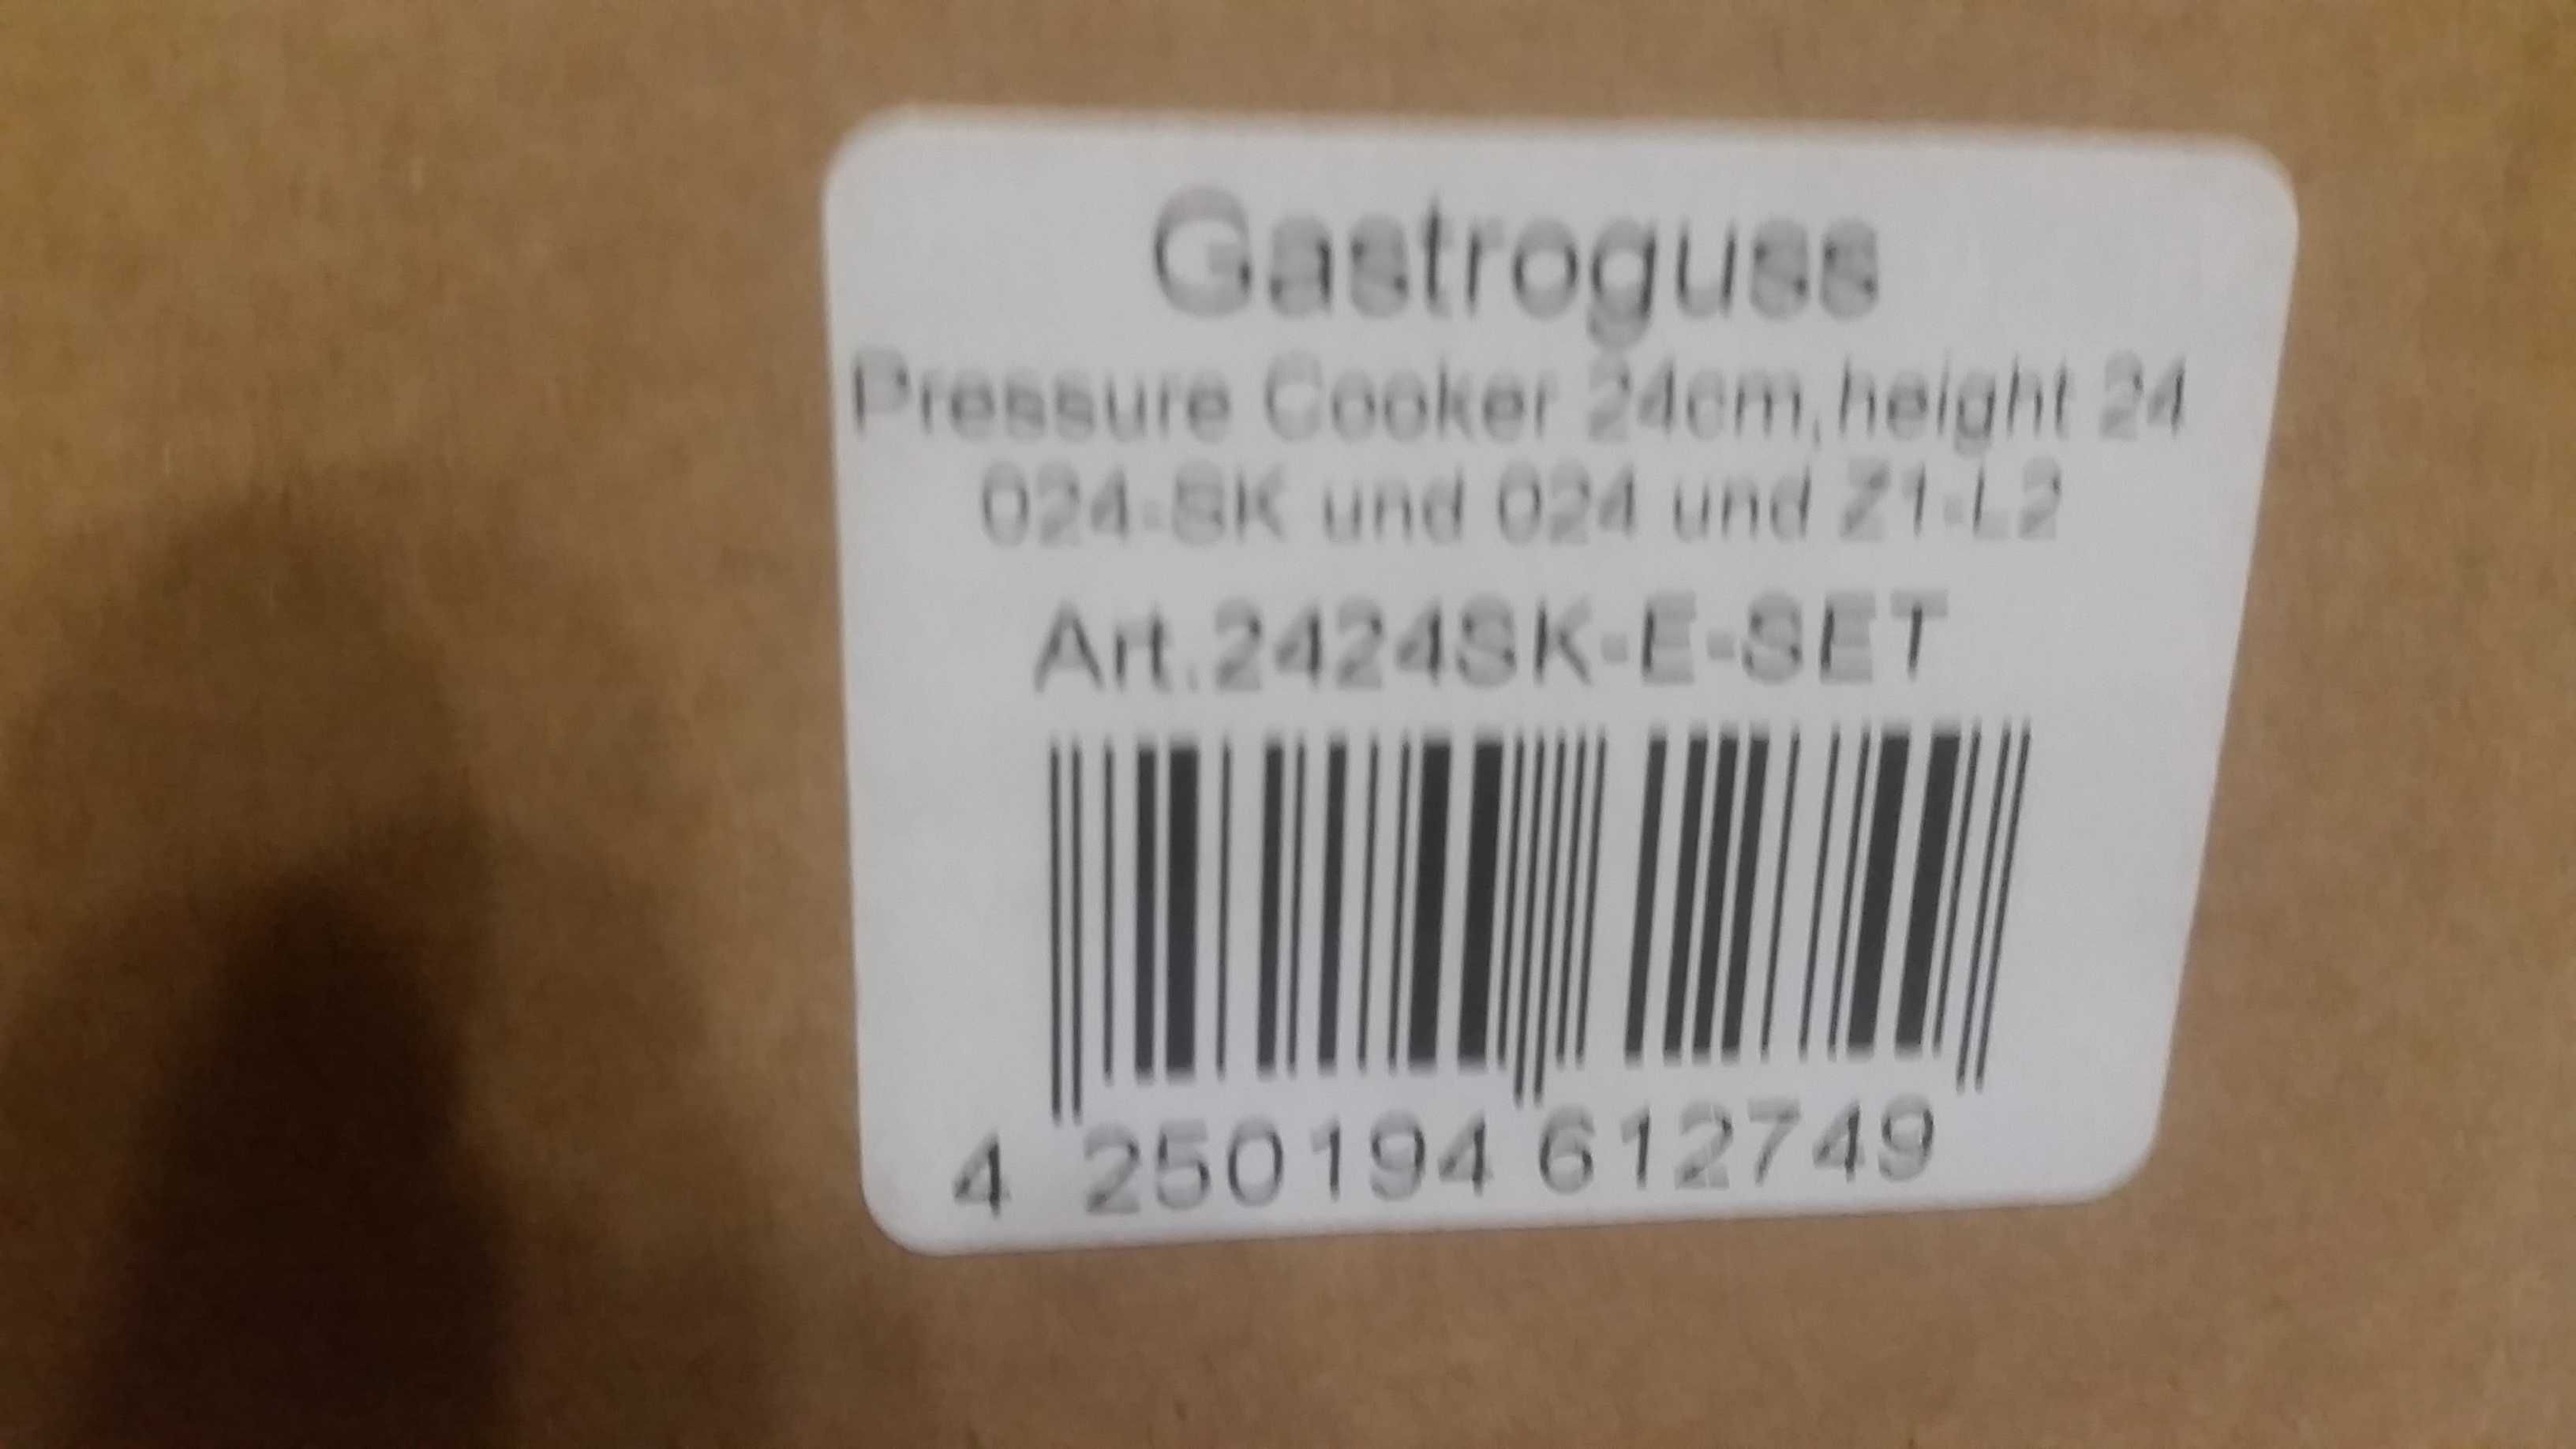 Gastroguss
Pressure Cooker 24cm,height 24
024-SK und 024 und Z1-L2
Art.2424SK-E-SET
4 250194 612749